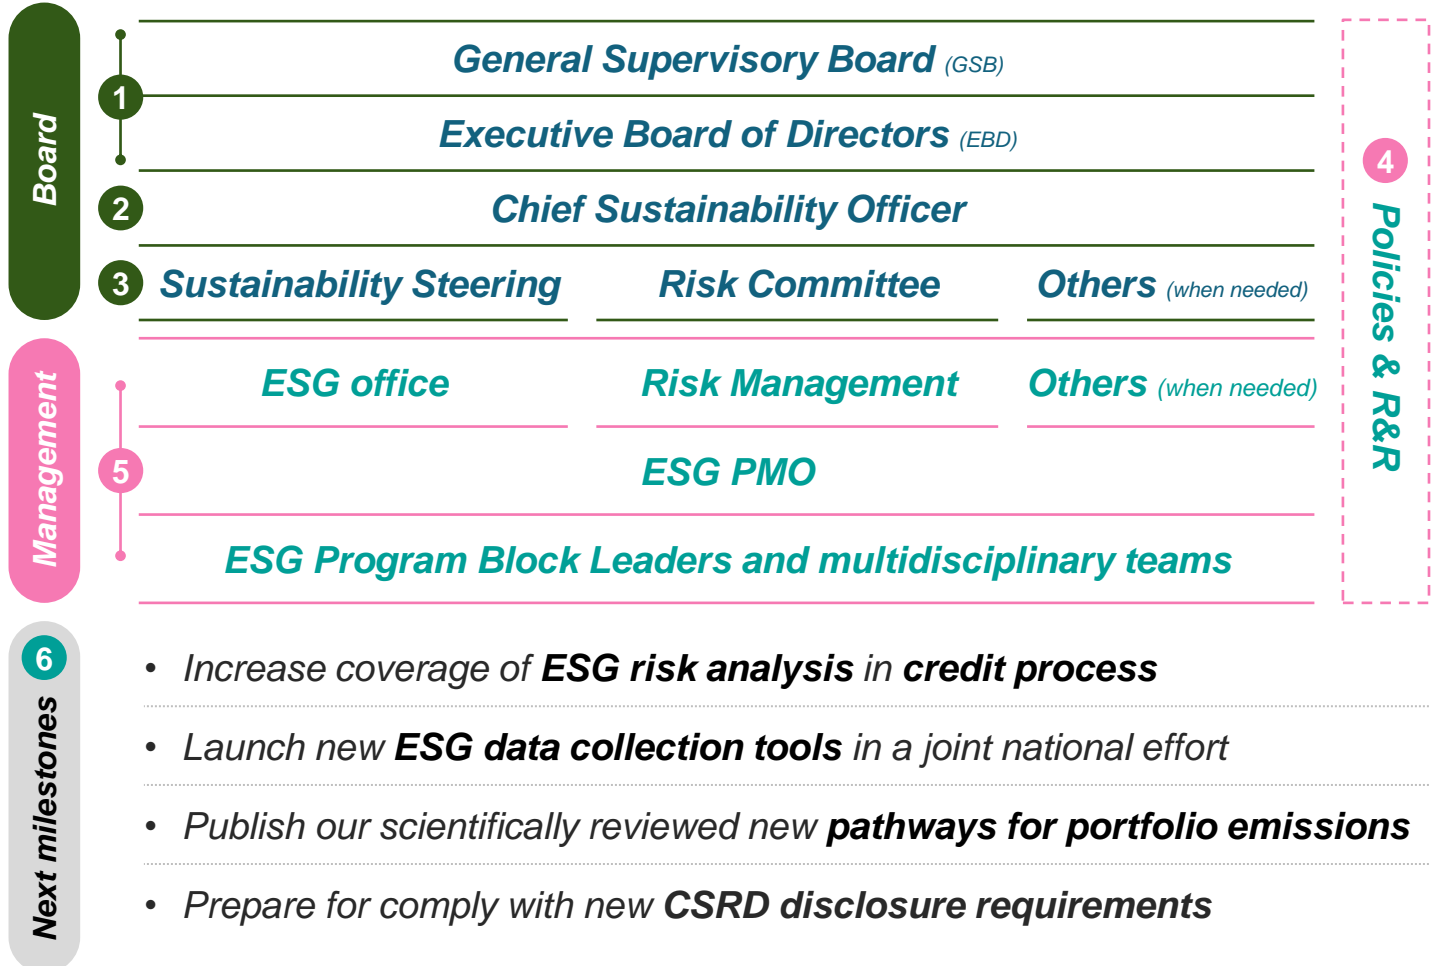 Board
1
General Supervisory Board (GSB)
Executive Board of Directors (EBD)
2
Chief Sustainability Officer
3
Sustainability Steering
Risk Committee
Others (when needed)
4
Policies & R&R
Management
ESG office
Risk Management
Others (when needed)
5
ESG PMO
ESG Program Block Leaders and multidisciplinary teams
6
Next milestones
• Increase coverage of ESG risk analysis in credit process
• Launch new ESG data collection tools in a joint national effort
• Publish our scientifically reviewed new pathways for portfolio emissions
• Prepare for comply with new CSRD disclosure requirements